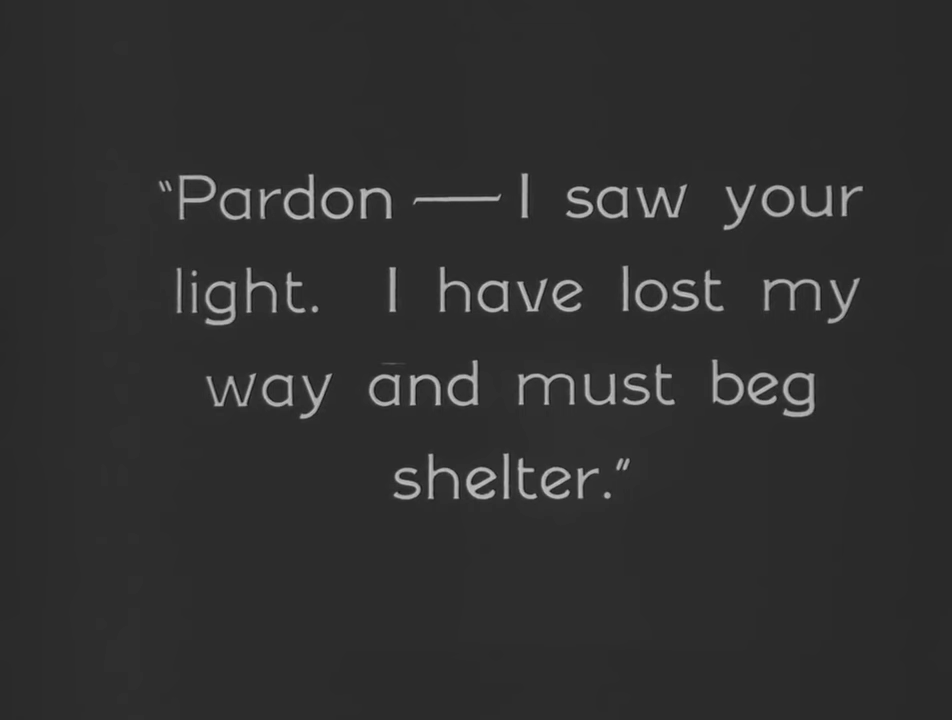 "Pardon — I saw your
light. I have lost my
way and must beg
shelter."